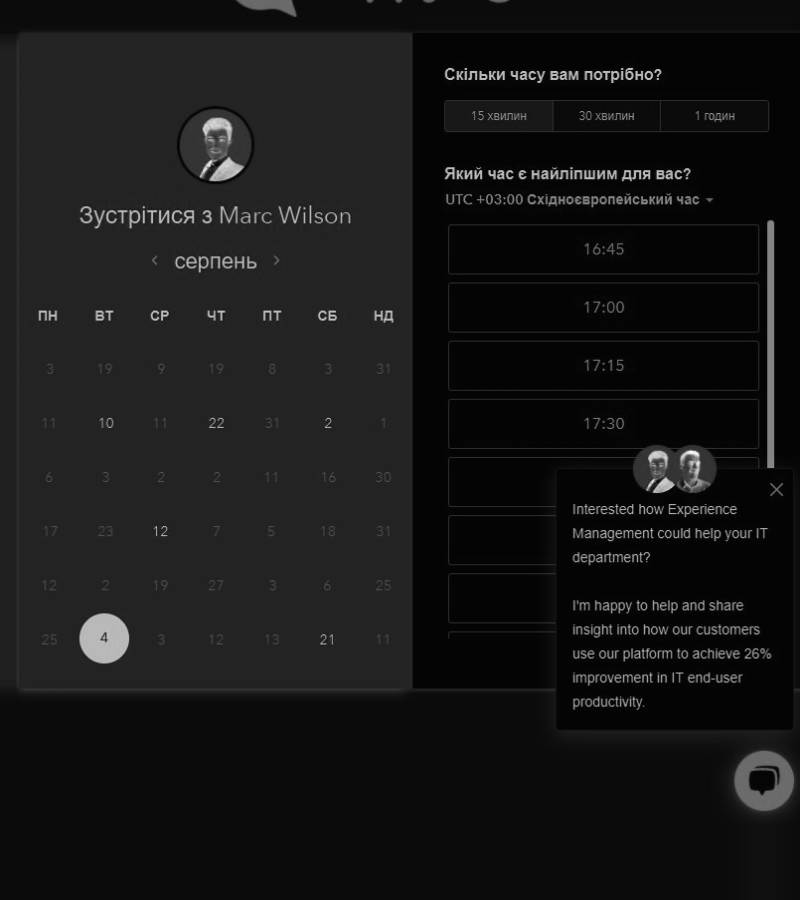 Зустрітися з Marc Wilson
серпень
ПН ВТ СР ЧТ ПТ СБ НД
3 19 9 19 8 3 31
11 10 11 22 31 2 1
6 3 2 2 11 16 30
17 23 12 7 5 18 31
12 2 19 27 3 6 25
25 4 3 12 13 21 11
Скільки часу вам потрібно?
15 хвилин 30 хвилин 1 годин
Який час є найліпшим для вас?
UTC +03:00 Східноєвропейський час
16:45
17:00
17:15
17:30
Interested how Experience
Management could help your IT
department?
I'm happy to help and share
insight into how our customers
use our platform to achieve 26%
improvement in IT end-user
productivity.